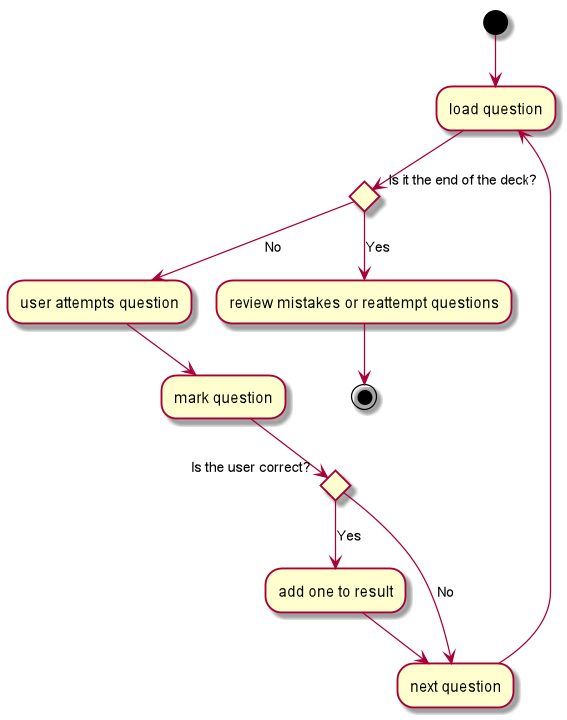 load question
Is it the end of the deck?
No
Yes
user attempts question
review mistakes or reattempt questions
mark question
Is the user correct?
Yes
No
add one to result
next question